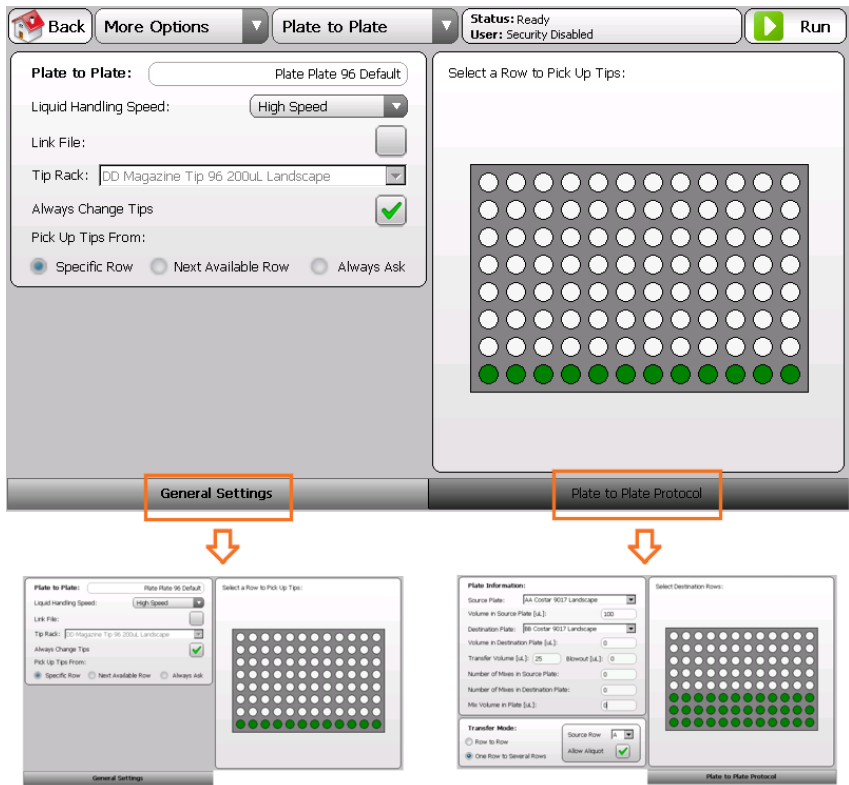 Back
More Options
Plate to Plate
Status: Ready
User: Security Disabled
Run
Plate to Plate: Plate Plate 96 Default
Liquid Handling Speed: High Speed
Link File:
Tip Rack: DD Magazine Tip 96 200uL Landscape
Always Change Tips
Pick Up Tips From:
Specific Row Next Available Row Always Ask
Select a Row to Pick Up Tips:
General Settings
Plate to Plate Protocol
Plate to Plate: Plate Plate 96 Default
Liquid Handling Speed: High Speed
Link File:
Tip Rack: DD Magazine Tip 96 200uL Landscape
Always Change Tips
Pick Up Tips From:
Specific Row Next Available Row Always Ask
Select a Row to Pick Up Tips:
General Settings
Plate Information:
Source Plate: AA Costar 9017 Landscape
Volume in Source Plate [uL]: 100
Destination Plate: BB Costar 9017 Landscape
Volume in Destination Plate [uL]: 0
Transfer Volume [uL]: 25 Blowout [uL]: 0
Number of Mixes in Source Plate: 0
Number of Mixes in Destination Plate: 0
Mix Volume in Plate [uL]: 0
Transfer Mode:
Row to Row
One Row to Several Rows
Source Row A
Allow Aliquot
Select Destination Rows:
Plate to Plate Protocol